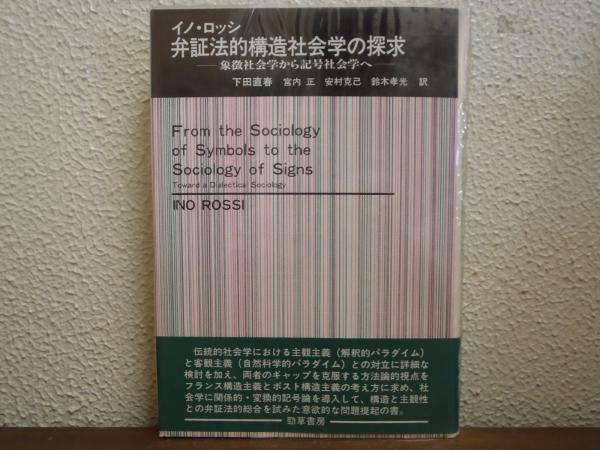 イノ・ロッシ
弁証法的構造社会学の探求
——象徴社会学から記号社会学へ——
下田直春 宮内 正 安村克己 鈴木孝光 訳
From the Sociology
of Symbols to the
Sociology of Signs
Toward a Dialectical Sociology
INO ROSSI
伝統的社会学における主観主義（解釈的パラダイム）
と客観主義（自然科学的パラダイム）との対立に詳細な
検討を加え、両者のギャップを克服する方法論的視点を
フランス構造主義とポスト構造主義の考え方に求め、社
会学に関係的・変換的記号論を導入して、構造と主観性
との弁証法的総合を試みた意欲的な問題提起の書。
勁草書房